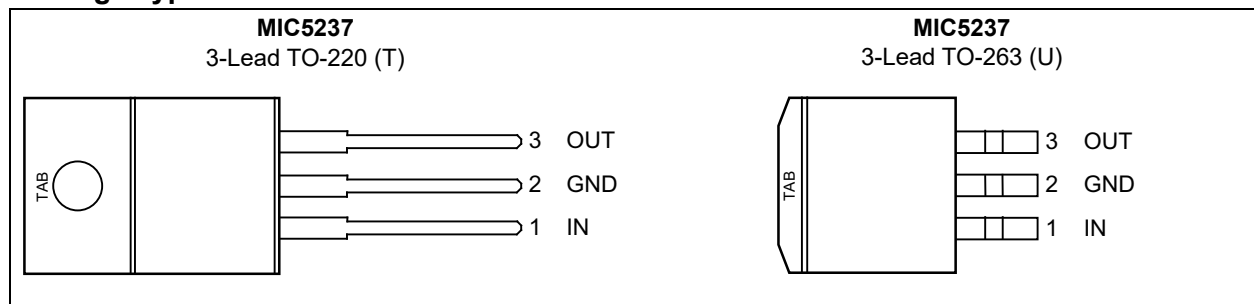 MIC5237
3-Lead TO-220 (T)
TAB
3 OUT
2 GND
1 IN
MIC5237
3-Lead TO-263 (U)
TAB
3 OUT
2 GND
1 IN